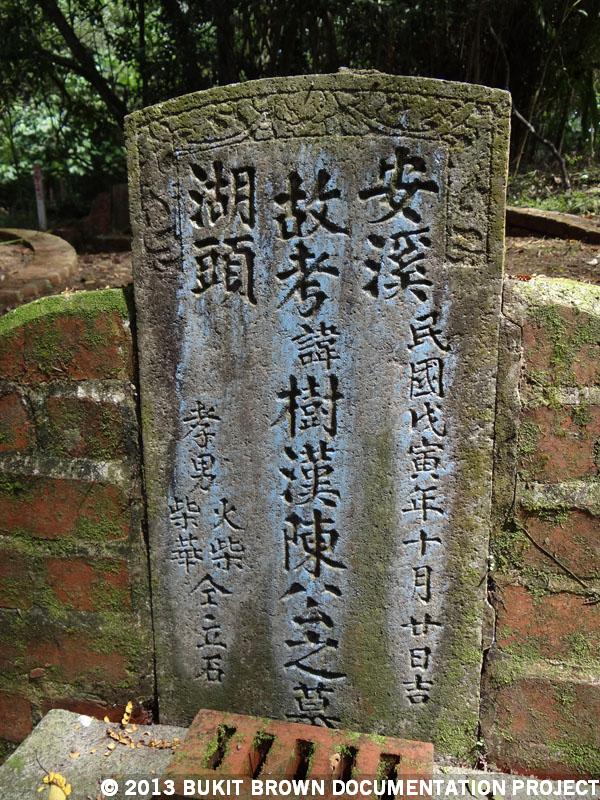 安溪
民國戊寅年十月廿日吉
故考諱樹漢陳公之墓
湖頭
孝男
火柴
柴華
仝立石
© 2013 BUKIT BROWN DOCUMENTATION PROJECT